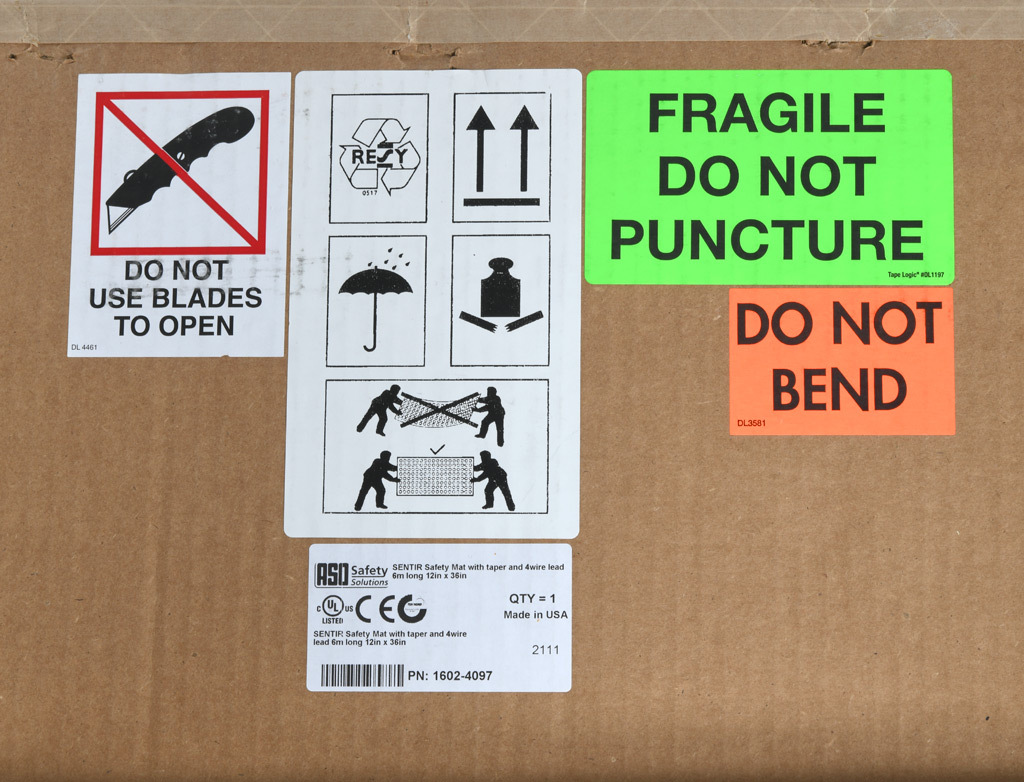 DO NOT
USE BLADES
TO OPEN
DL 4461
RESY
0517
FRAGILE
DO NOT
PUNCTURE
Tape Logic® #DL1197
DO NOT
BEND
DL3581
ASO Safety Solutions
SENTIR Safety Mat with taper and 4wire lead
6m long 12in x 36in
C UL US
LISTED
CE
QTY = 1
Made in USA
SENTIR Safety Mat with taper and 4wire
lead 6m long 12in x 36in
2111
PN: 1602-4097